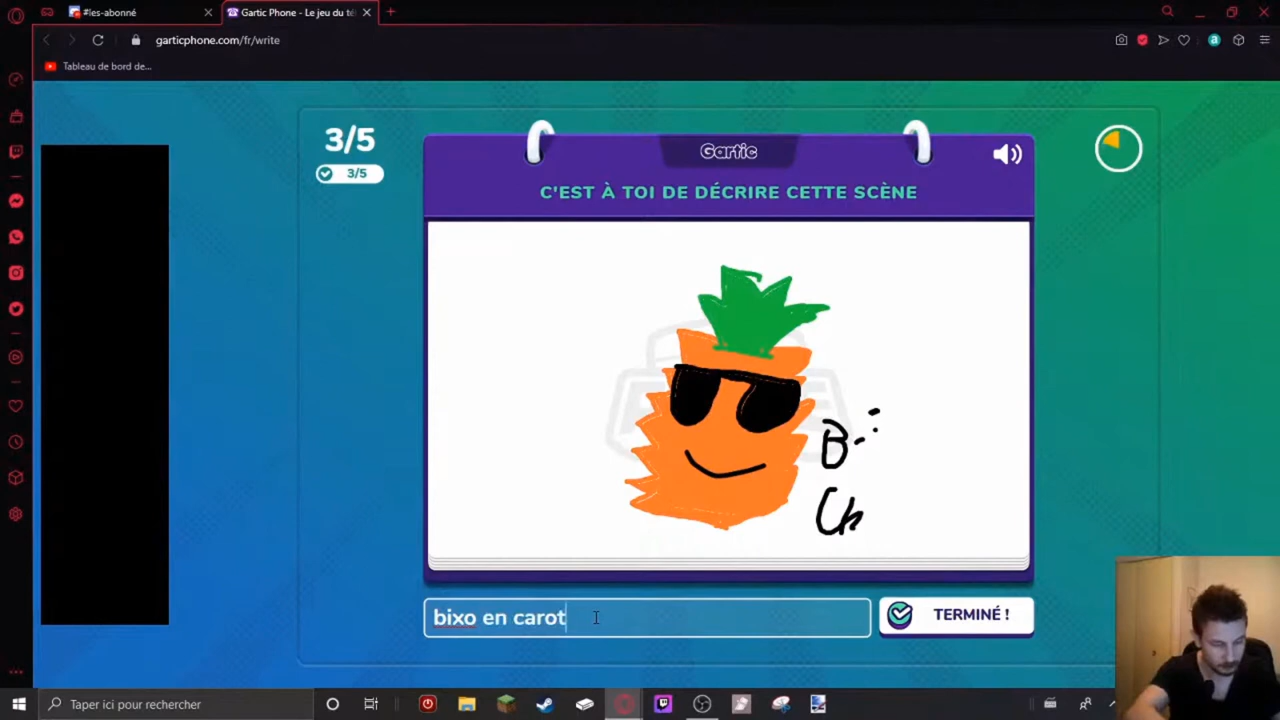 #les-abonné
Gartic Phone - Le jeu du té
garticphone.com/fr/write
Tableau de bord de...
3/5
3/5
Gartic
C'EST À TOI DE DÉCRIRE CETTE SCÈNE
B
Ch
bixo en carot
TERMINÉ !
Taper ici pour rechercher